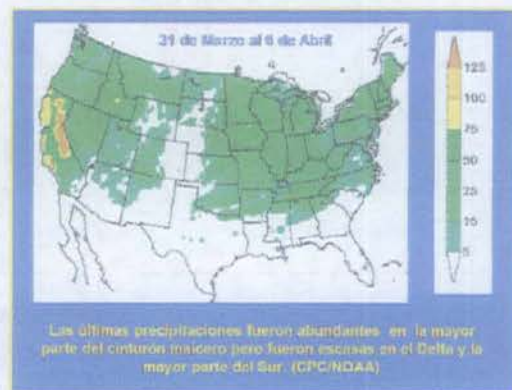 31 de Marzo al 6 de Abril
125
100
75
50
25
15
5
Las últimas precipitaciones fueron abundantes en la mayor
parte del cinturón maicero pero fueron escasas en el Delta y la
mayor parte del Sur. (CPC/NOAA)